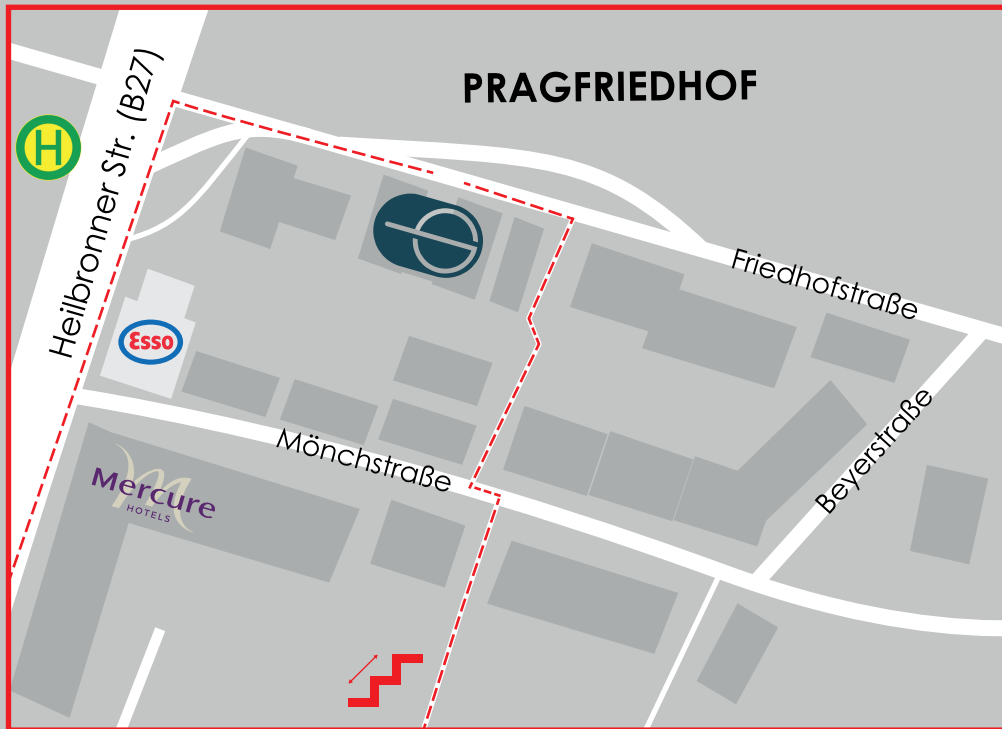 PRAGFRIEDHOF
H
Heilbronner Str. (B27)
Friedhofstraße
Esso
Beyerstraße
Mönchstraße
Mercure
HOTELS